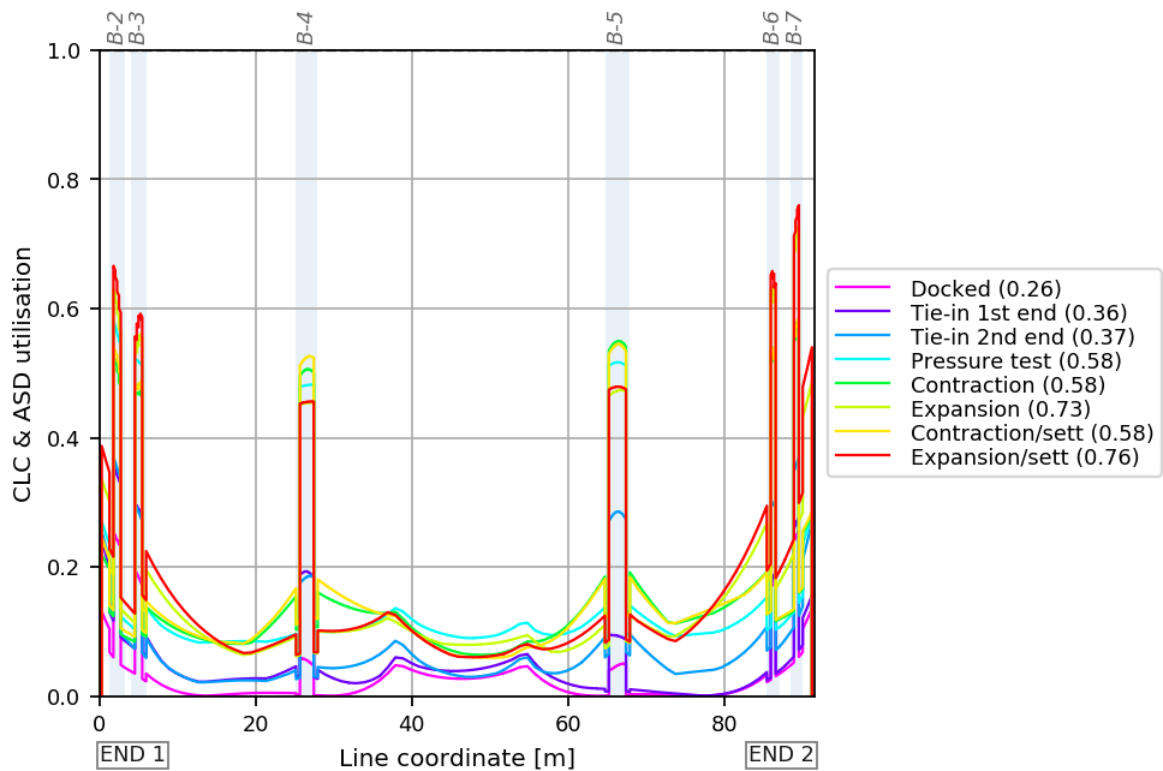 B-2 B-3 B-4 B-5 B-6 B-7
1.0
0.8
0.6
0.4
0.2
0.0
CLC & ASD utilisation
0 20 40 60 80
END 1 Line coordinate [m] END 2
Docked (0.26)
Tie-in 1st end (0.36)
Tie-in 2nd end (0.37)
Pressure test (0.58)
Contraction (0.58)
Expansion (0.73)
Contraction/sett (0.58)
Expansion/sett (0.76)